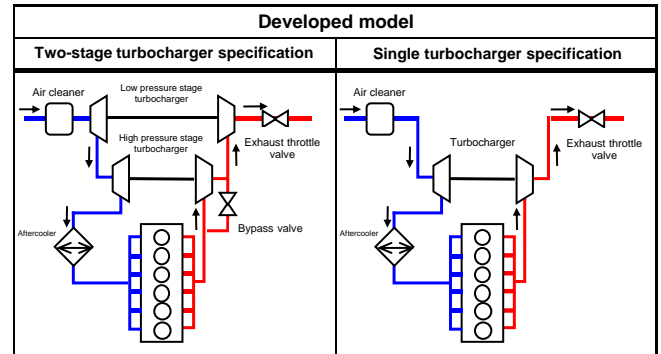 Developed model
Two-stage turbocharger specification
Single turbocharger specification
Air cleaner
Low pressure stage
turbocharger
High pressure stage
turbocharger
Exhaust throttle
valve
Aftercooler
Bypass valve
Air cleaner
Turbocharger
Exhaust throttle
valve
Aftercooler